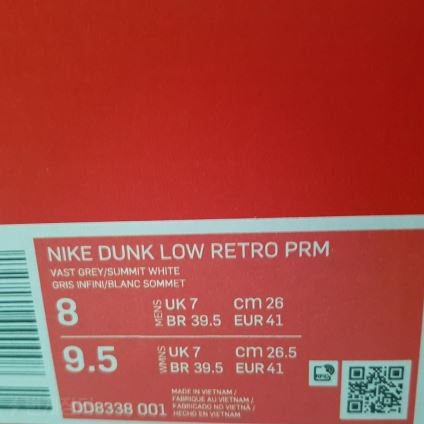 NIKE DUNK LOW RETRO PRM
VAST GREY/SUMMIT WHITE
GRIS INFINI/BLANC SOMMET
8 MENS UK 7 cm 26
BR 39.5 EUR 41
9.5 WMNS UK 7 cm 26.5
BR 39.5 EUR 41
DD8338 001
MADE IN VIETNAM /
FABRIQUE AU VIETNAM /
FABRICADO NO VIETNÃ /
HECHO EN VIETNAM